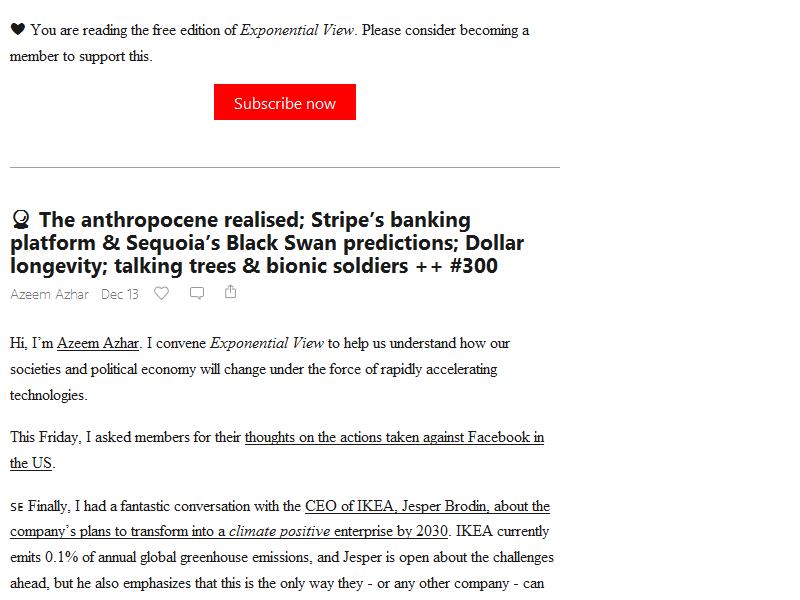 🖤 You are reading the free edition of Exponential View. Please consider becoming a
member to support this.
Subscribe now
🔮 The anthropocene realised; Stripe’s banking
platform & Sequoia’s Black Swan predictions; Dollar
longevity; talking trees & bionic soldiers ++ #300
Azeem Azhar Dec 13
Hi, I’m Azeem Azhar. I convene Exponential View to help us understand how our
societies and political economy will change under the force of rapidly accelerating
technologies.
This Friday, I asked members for their thoughts on the actions taken against Facebook in
the US.
SE Finally, I had a fantastic conversation with the CEO of IKEA, Jesper Brodin, about the
company’s plans to transform into a climate positive enterprise by 2030. IKEA currently
emits 0.1% of annual global greenhouse emissions, and Jesper is open about the challenges
ahead, but he also emphasizes that this is the only way they - or any other company - can